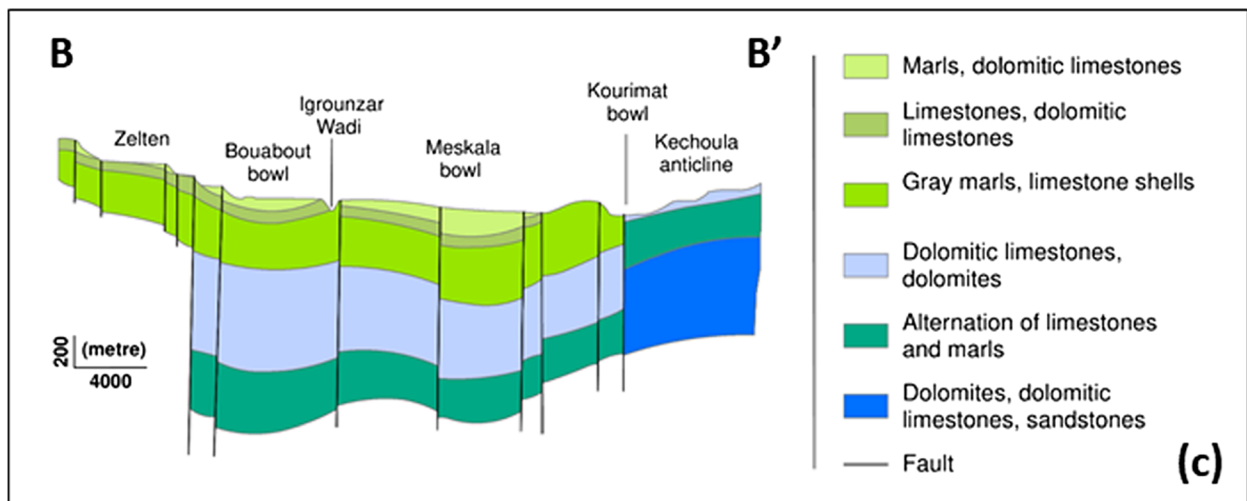 B
B’
Zelten
Bouabout
bowl
Igrounzar
Wadi
Meskala
bowl
Kourimat
bowl
Kechoula
anticline
200
(metre)
4000
Marls, dolomitic limestones
Limestones, dolomitic
limestones
Gray marls, limestone shells
Dolomitic limestones,
dolomites
Alternation of limestones
and marls
Dolomites, dolomitic
limestones, sandstones
Fault
(c)